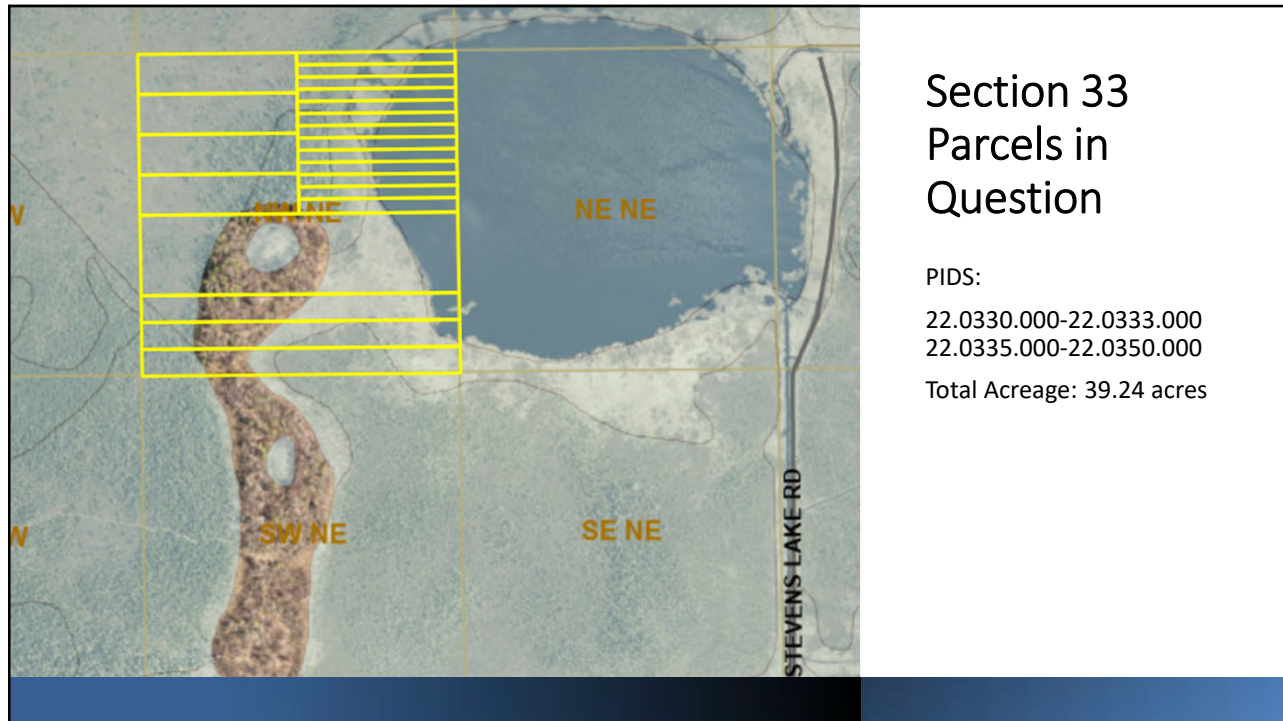 W
NW NE
NE NE
W
SW NE
SE NE
STEVENS LAKE RD
Section 33
Parcels in
Question
PIDS:
22.0330.000-22.0333.000
22.0335.000-22.0350.000
Total Acreage: 39.24 acres